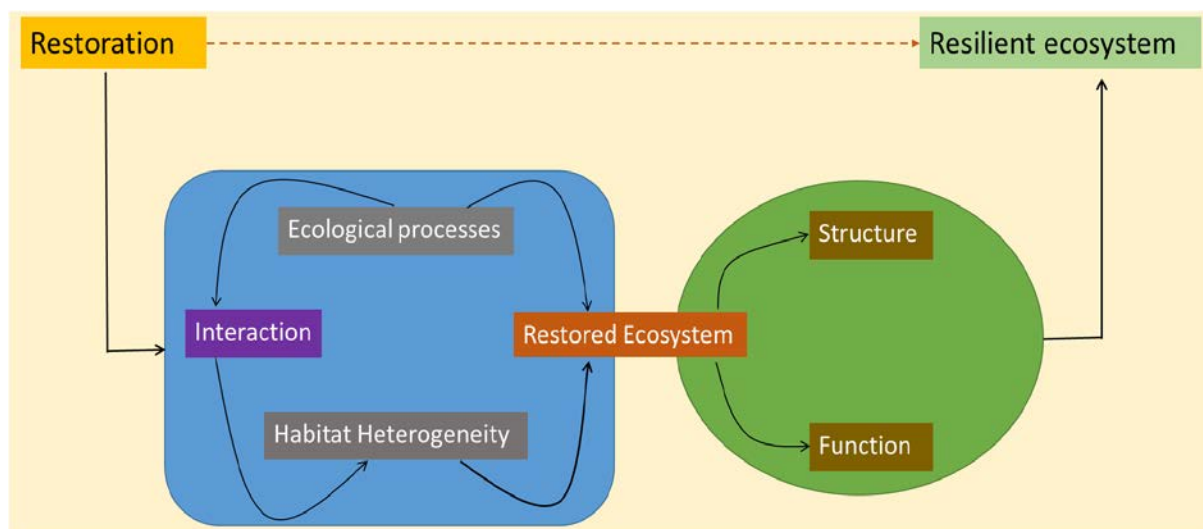 Restoration
Resilient ecosystem
Ecological processes
Structure
Interaction
Restored Ecosystem
Habitat Heterogeneity
Function